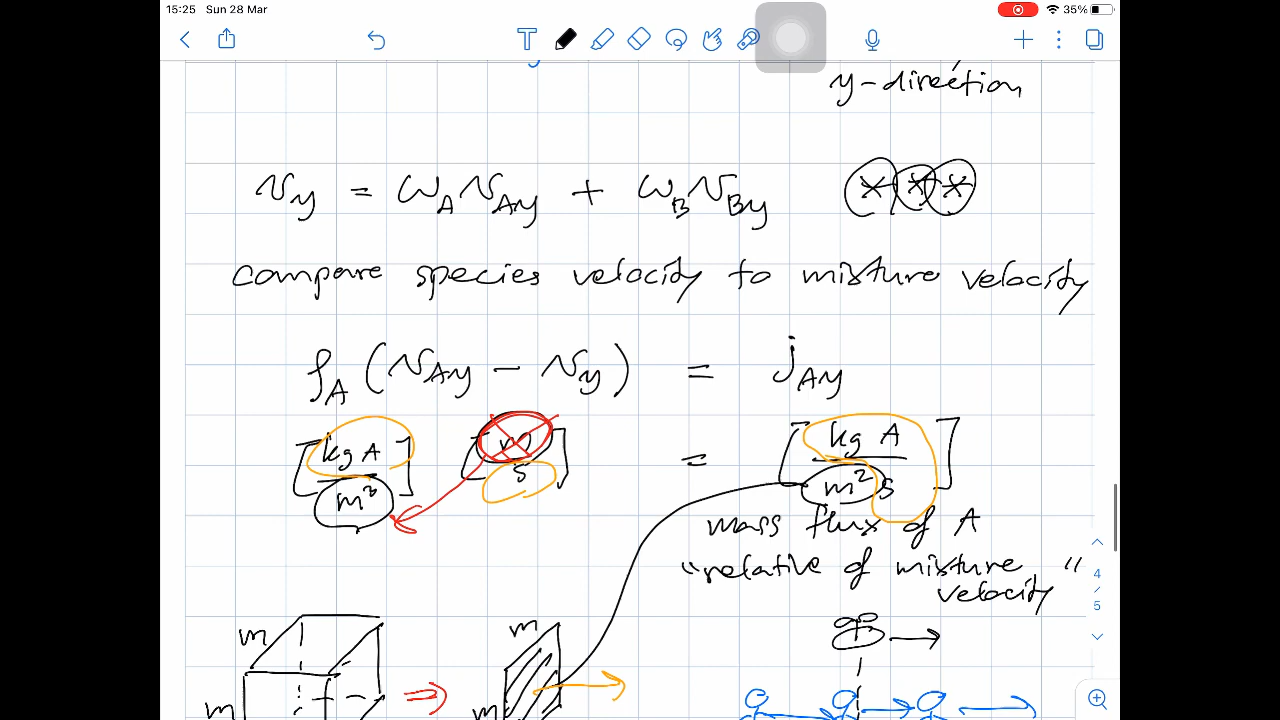 15:25 Sun 28 Mar 35%
T
y-direction
v_y = ω_A v_Ay + ω_B v_By ***
compare species velocity to mixture velocity
ρ_A (v_Ay - v_y) = j_Ay
[kg A / m³] [m / s] = [kg A / m² s]
mass flux of A
"relative of mixture velocity"
4
/
5
m
m
m
m